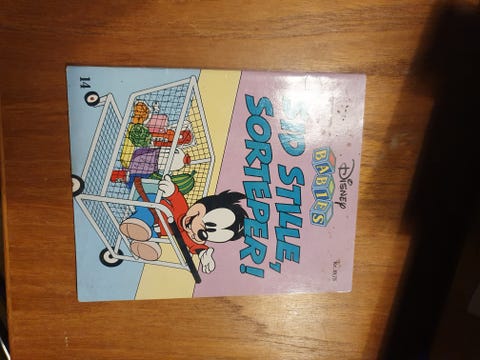 Disney
BABIES
SID STILLE,
SORTEPER!
14